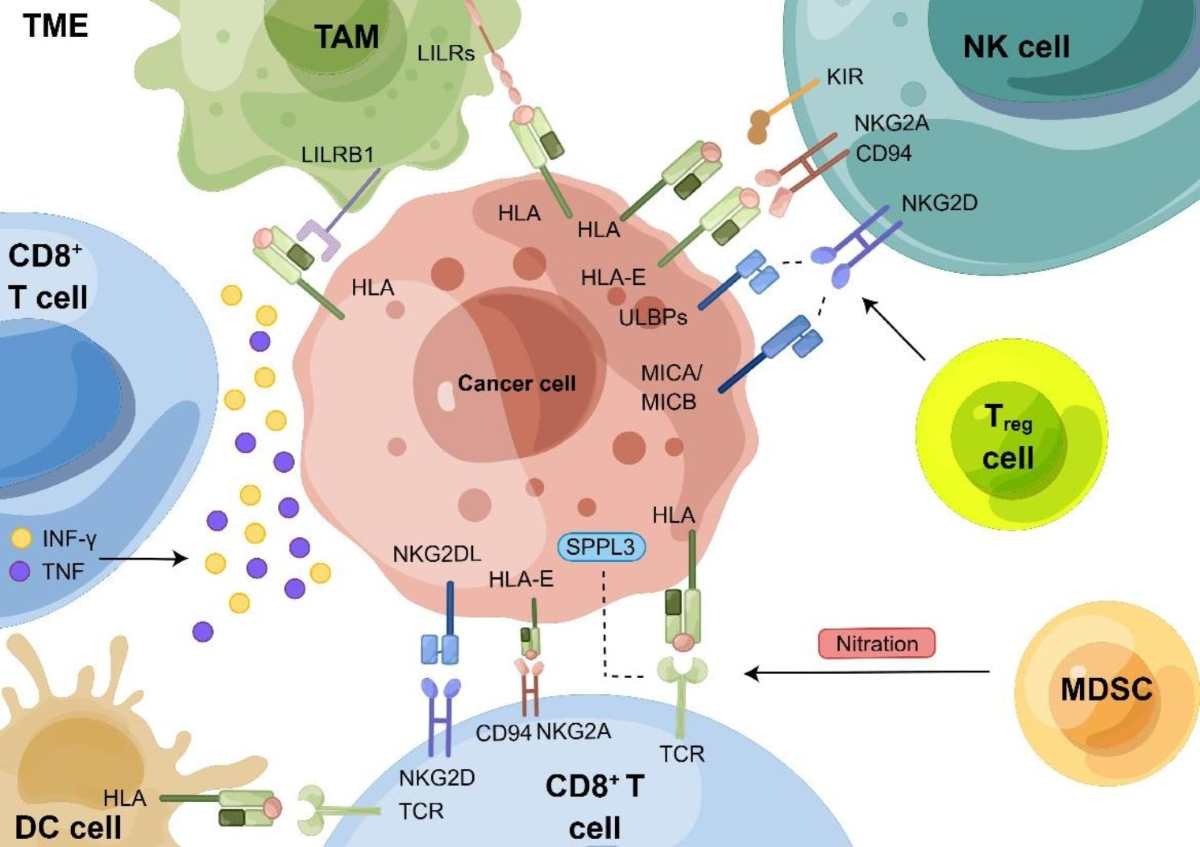 TME
TAM
LILRs
NK cell
KIR
NKG2A
CD94
LILRB1
NKG2D
HLA
HLA
CD8⁺
T cell
HLA-E
HLA
ULBPs
MICA/
MICB
Cancer cell
Treg
cell
HLA
INF-γ
TNF
NKG2DL
SPPL3
HLA-E
Nitration
MDSC
CD94 NKG2A
TCR
NKG2D
CD8⁺ T
cell
HLA
TCR
DC cell